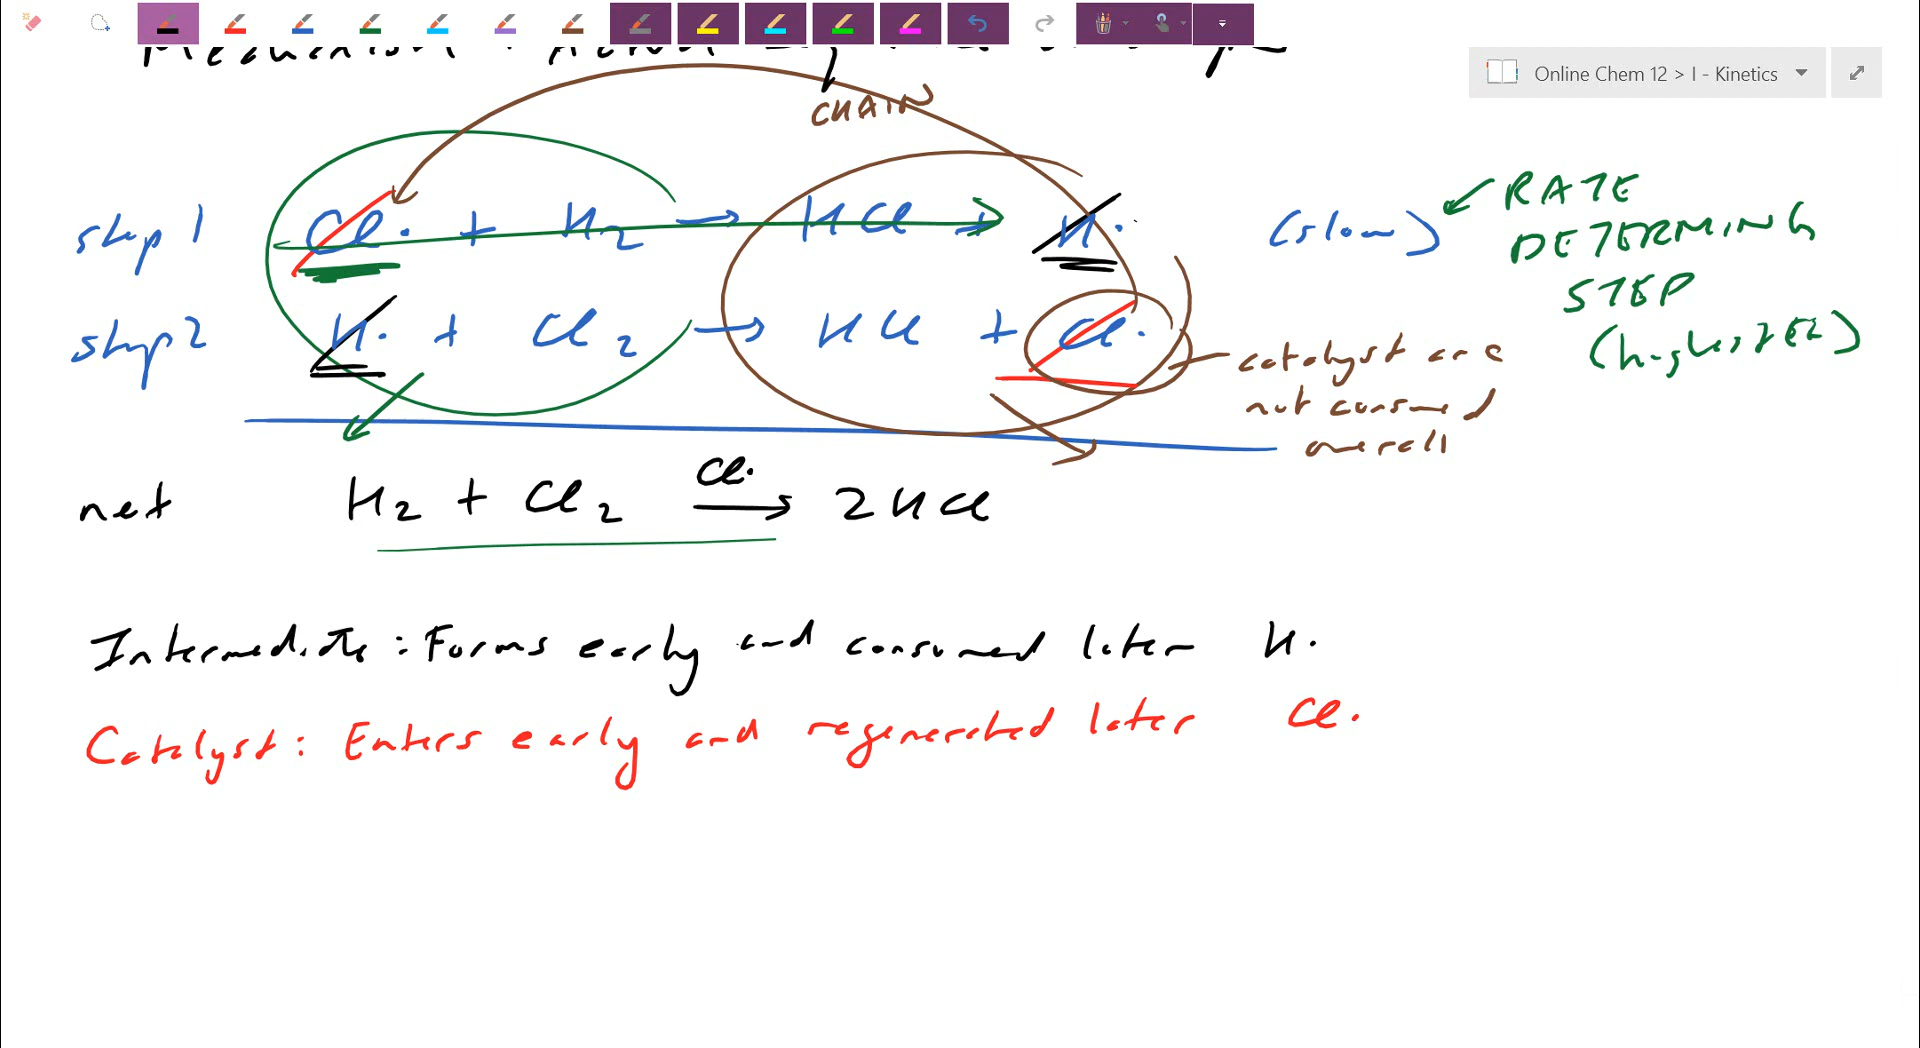 Online Chem 12 > I - Kinetics
Mechanism : Actual
CHAIN
step 1 Cl· + H2 → HCl + H· (slow)
RATE
DETERMINING
STEP
(highest Ea)
step 2 H· + Cl2 → HCl + Cl·
catalyst are
not consumed
overall
net H2 + Cl2 → 2HCl
Cl·
Intermediate : Forms early and consumed later H·
Catalyst : Enters early and regenerated later Cl·